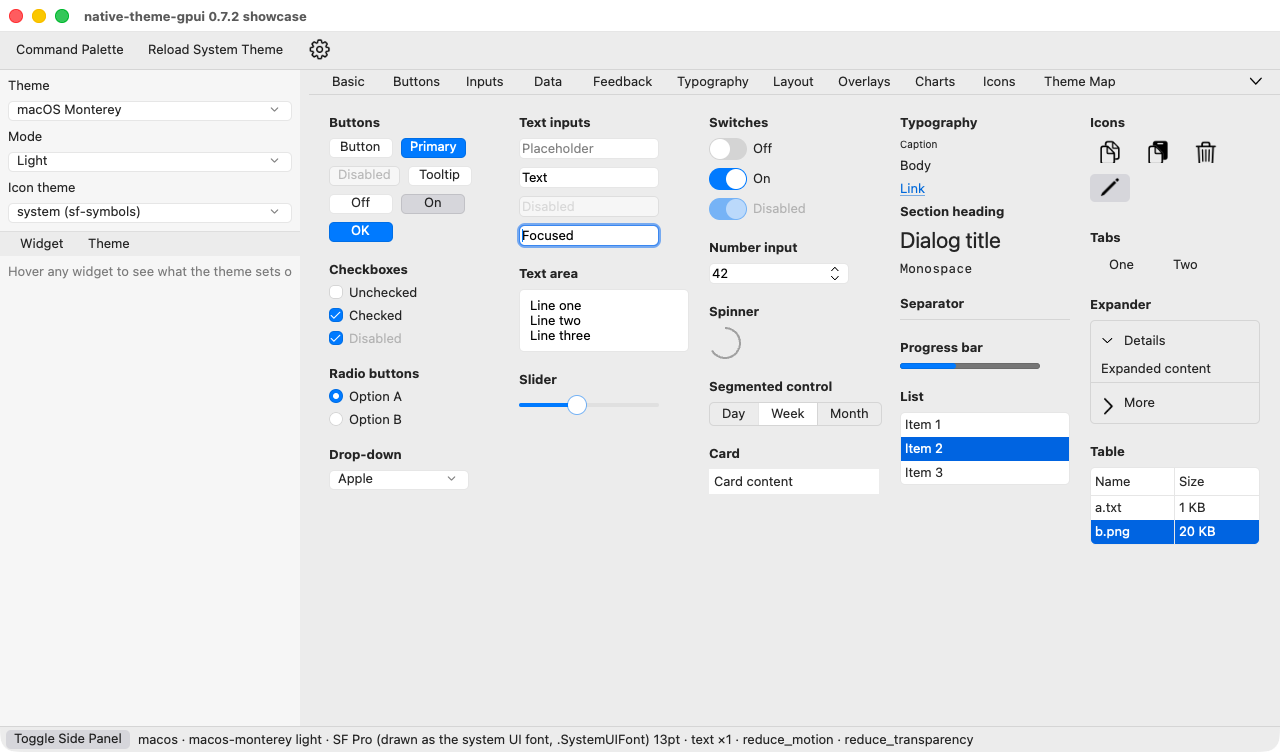 native-theme-gpui 0.7.2 showcase
Command Palette
Reload System Theme
Theme
macOS Monterey
Mode
Light
Icon theme
system (sf-symbols)
Widget
Theme
Hover any widget to see what the theme sets o
Basic
Buttons
Inputs
Data
Feedback
Typography
Layout
Overlays
Charts
Icons
Theme Map
Buttons
Button
Primary
Disabled
Tooltip
Off
On
OK
Checkboxes
Unchecked
Checked
Disabled
Radio buttons
Option A
Option B
Drop-down
Apple
Text inputs
Placeholder
Text
Disabled
Focused
Text area
Line one
Line two
Line three
Slider
Switches
Off
On
Disabled
Number input
42
Spinner
Segmented control
Day
Week
Month
Card
Card content
Typography
Caption
Body
Link
Section heading
Dialog title
Monospace
Separator
Progress bar
List
Item 1
Item 2
Item 3
Icons
Tabs
One
Two
Expander
Details
Expanded content
More
Table
Name
Size
a.txt
1 KB
b.png
20 KB
Toggle Side Panel
macos · macos-monterey light · SF Pro (drawn as the system UI font, .SystemUIFont) 13pt · text ×1 · reduce_motion · reduce_transparency